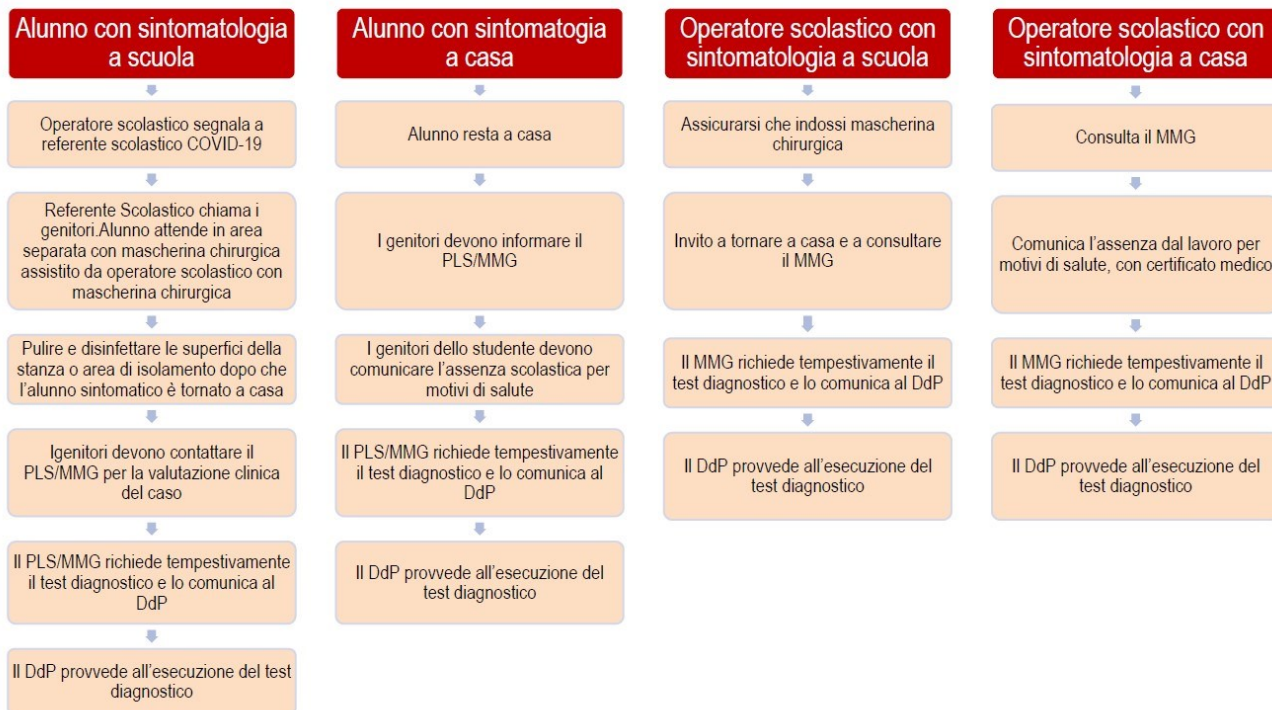 Alunno con sintomatologia
a scuola
Operatore scolastico segnala a
referente scolastico COVID-19
Referente Scolastico chiama i
genitori.Alunno attende in area
separata con mascherina chirurgica
assistito da operatore scolastico con
mascherina chirurgica
Pulire e disinfettare le superfici della
stanza o area di isolamento dopo che
l'alunno sintomatico è tornato a casa
Igenitori devono contattare il
PLS/MMG per la valutazione clinica
del caso
Il PLS/MMG richiede tempestivamente
il test diagnostico e lo comunica al
DdP
Il DdP provvede all'esecuzione del test
diagnostico
Alunno con sintomatogia
a casa
Alunno resta a casa
I genitori devono informare il
PLS/MMG
I genitori dello studente devono
comunicare l'assenza scolastica per
motivi di salute
Il PLS/MMG richiede tempestivamente
il test diagnostico e lo comunica al
DdP
Il DdP provvede all'esecuzione del
test diagnostico
Operatore scolastico con
sintomatologia a scuola
Assicurarsi che indossi mascherina
chirurgica
Invito a tornare a casa e a consultare
il MMG
Il MMG richiede tempestivamente il
test diagnostico e lo comunica al DdP
Il DdP provvede all'esecuzione del
test diagnostico
Operatore scolastico con
sintomatologia a casa
Consulta il MMG
Comunica l'assenza dal lavoro per
motivi di salute, con certificato medico
Il MMG richiede tempestivamente il
test diagnostico e lo comunica al DdP
Il DdP provvede all'esecuzione del
test diagnostico